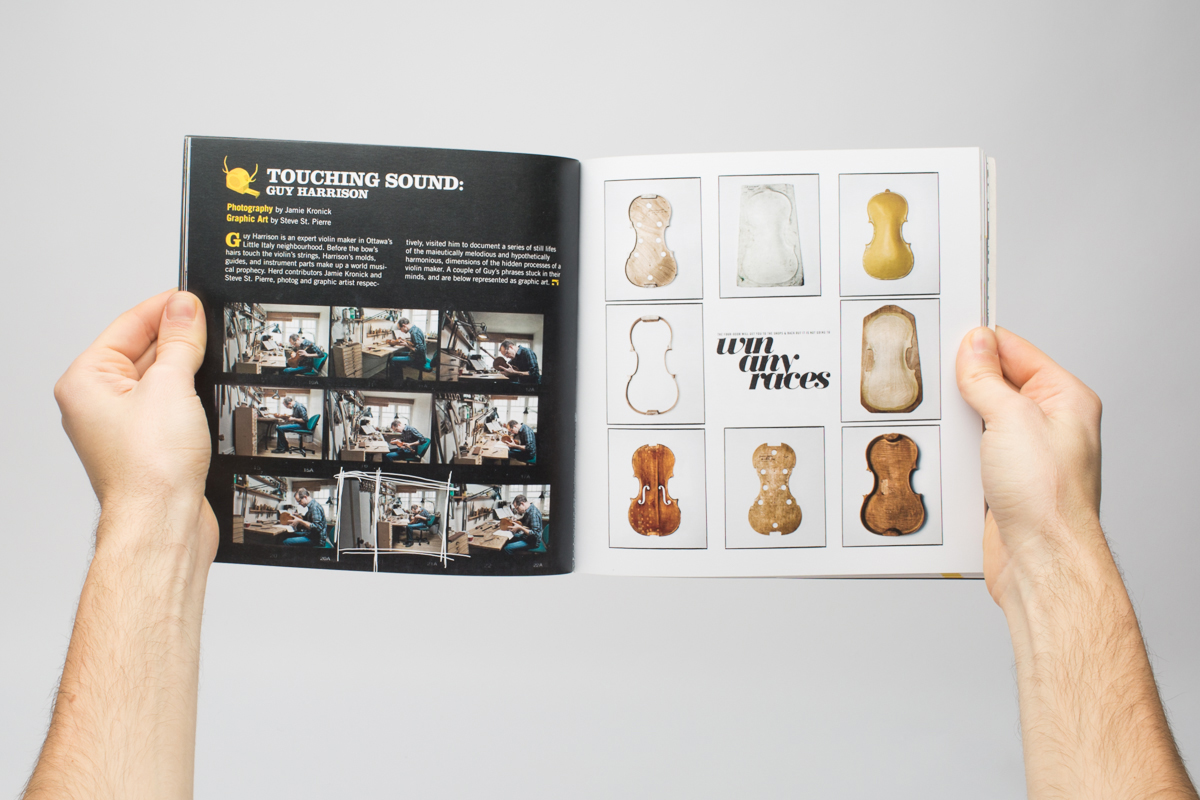 TOUCHING SOUND:
GUY HARRISON
Photography by Jamie Kronick
Graphic Art by Steve St. Pierre
Guy Harrison is an expert violin maker in Ottawa's
Little Italy neighbourhood. Before the bow's
hairs touch the violin's strings, Harrison's molds,
guides, and instrument parts make up a world musi-
cal prophecy. Herd contributors Jamie Kronick and
Steve St. Pierre, photog and graphic artist respec-
tively, visited him to document a series of still lifes
of the maieutically melodious and hypothetically
harmonious, dimensions of the hidden processes of a
violin maker. A couple of Guy's phrases stuck in their
minds, and are below represented as graphic art.
win
any
races